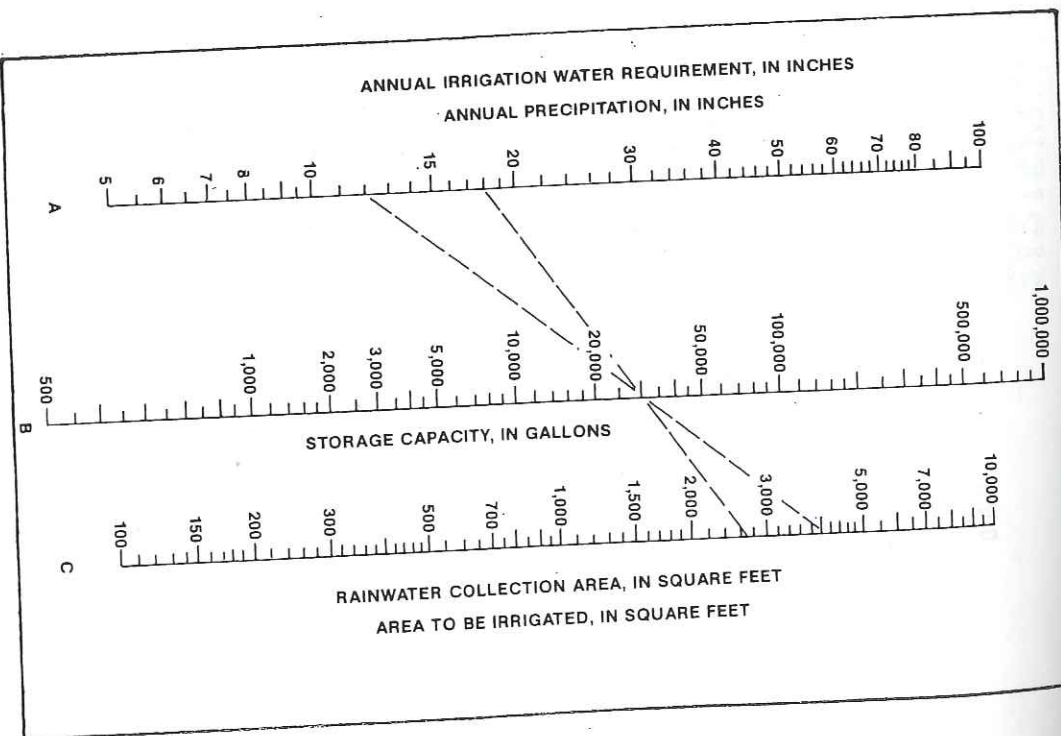 ANNUAL IRRIGATION WATER REQUIREMENT, IN INCHES
ANNUAL PRECIPITATION, IN INCHES
5 6 7 8 10 15 20 30 40 50 60 70 80 100
A
500 1,000 2,000 3,000 5,000 10,000 20,000 50,000 100,000 500,000 1,000,000
B
STORAGE CAPACITY, IN GALLONS
100 150 200 300 500 700 1,000 1,500 2,000 3,000 5,000 7,000 10,000
C
RAINWATER COLLECTION AREA, IN SQUARE FEET
AREA TO BE IRRIGATED, IN SQUARE FEET